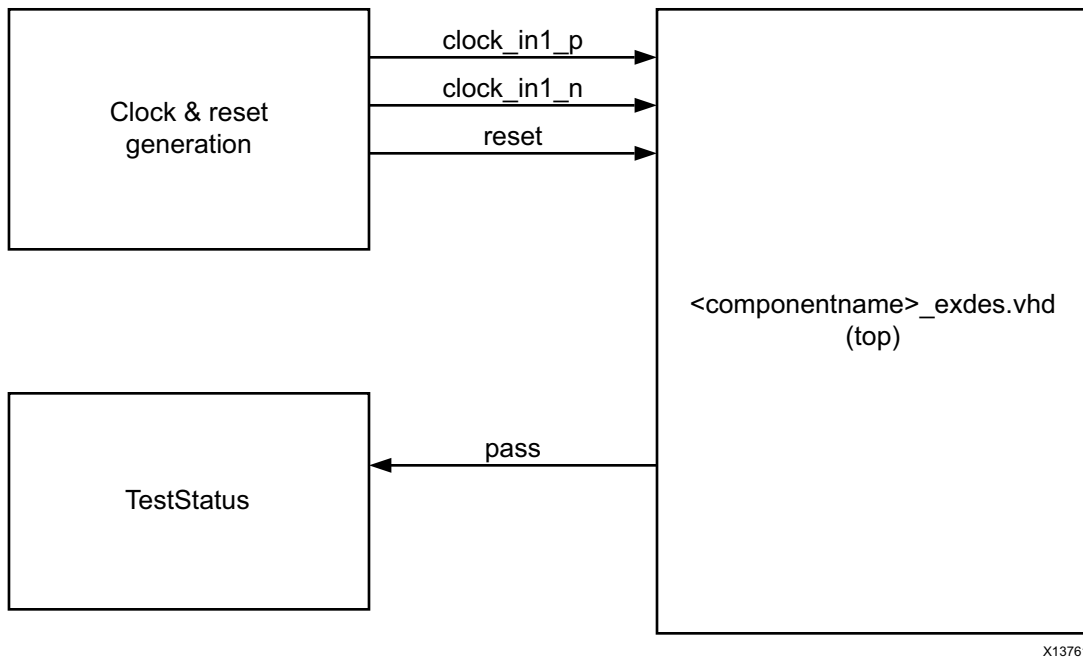 clock_in1_p
clock_in1_n
reset
Clock & reset
generation
<componentname>_exdes.vhd
(top)
pass
TestStatus
X1376